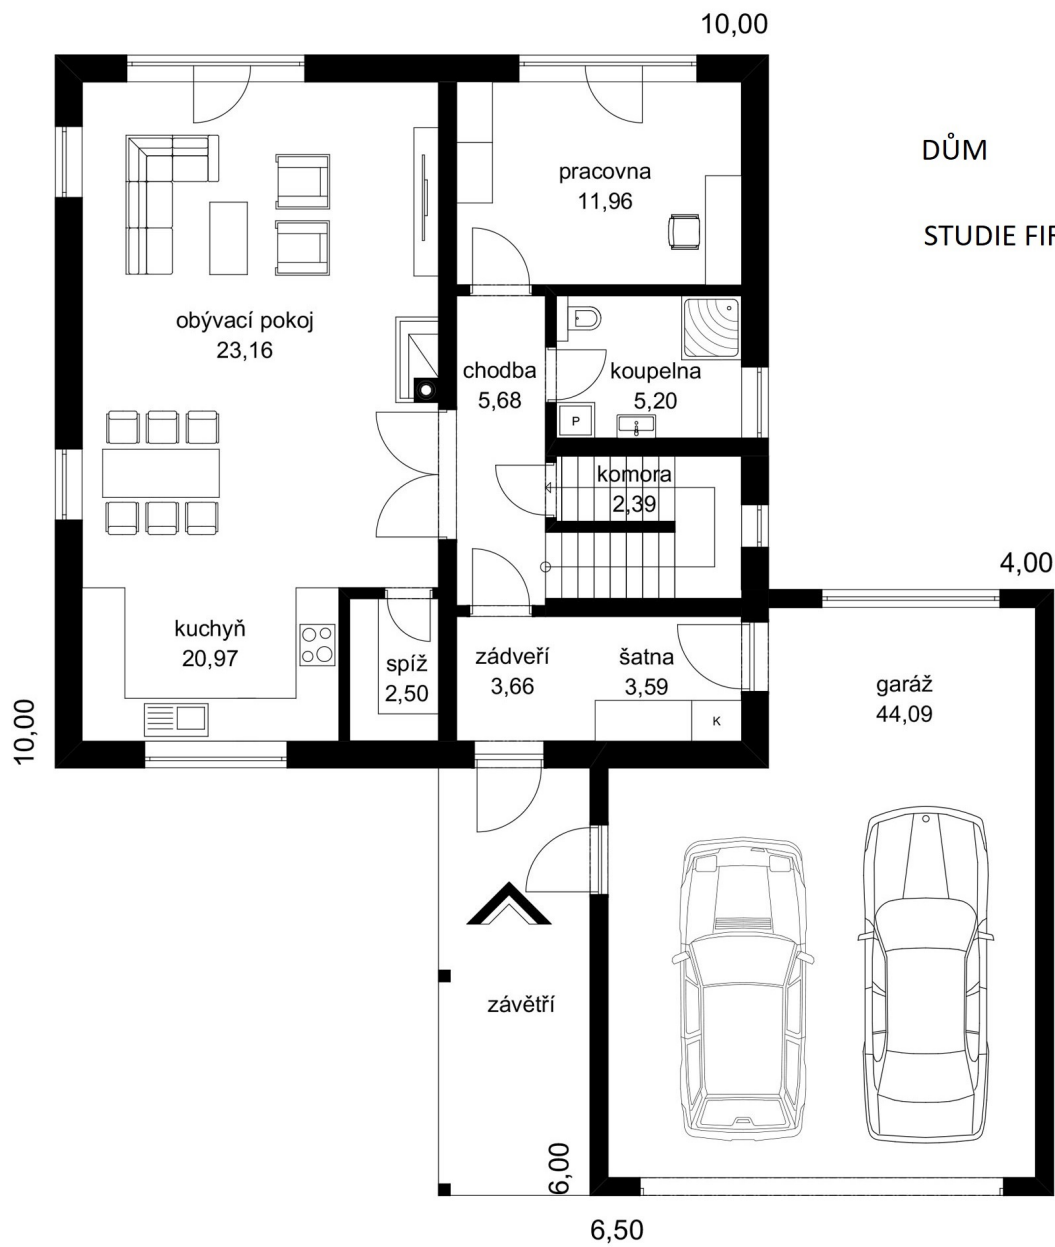 10,00
DŮM
pracovna
11,96
STUDIE FIR
obývací pokoj
23,16
chodba
5,68
koupelna
5,20
P
komora
2,39
4,00
kuchyň
20,97
spíž
2,50
zádveří
3,66
šatna
3,59
K
garáž
44,09
10,00
závětří
6,00
6,50